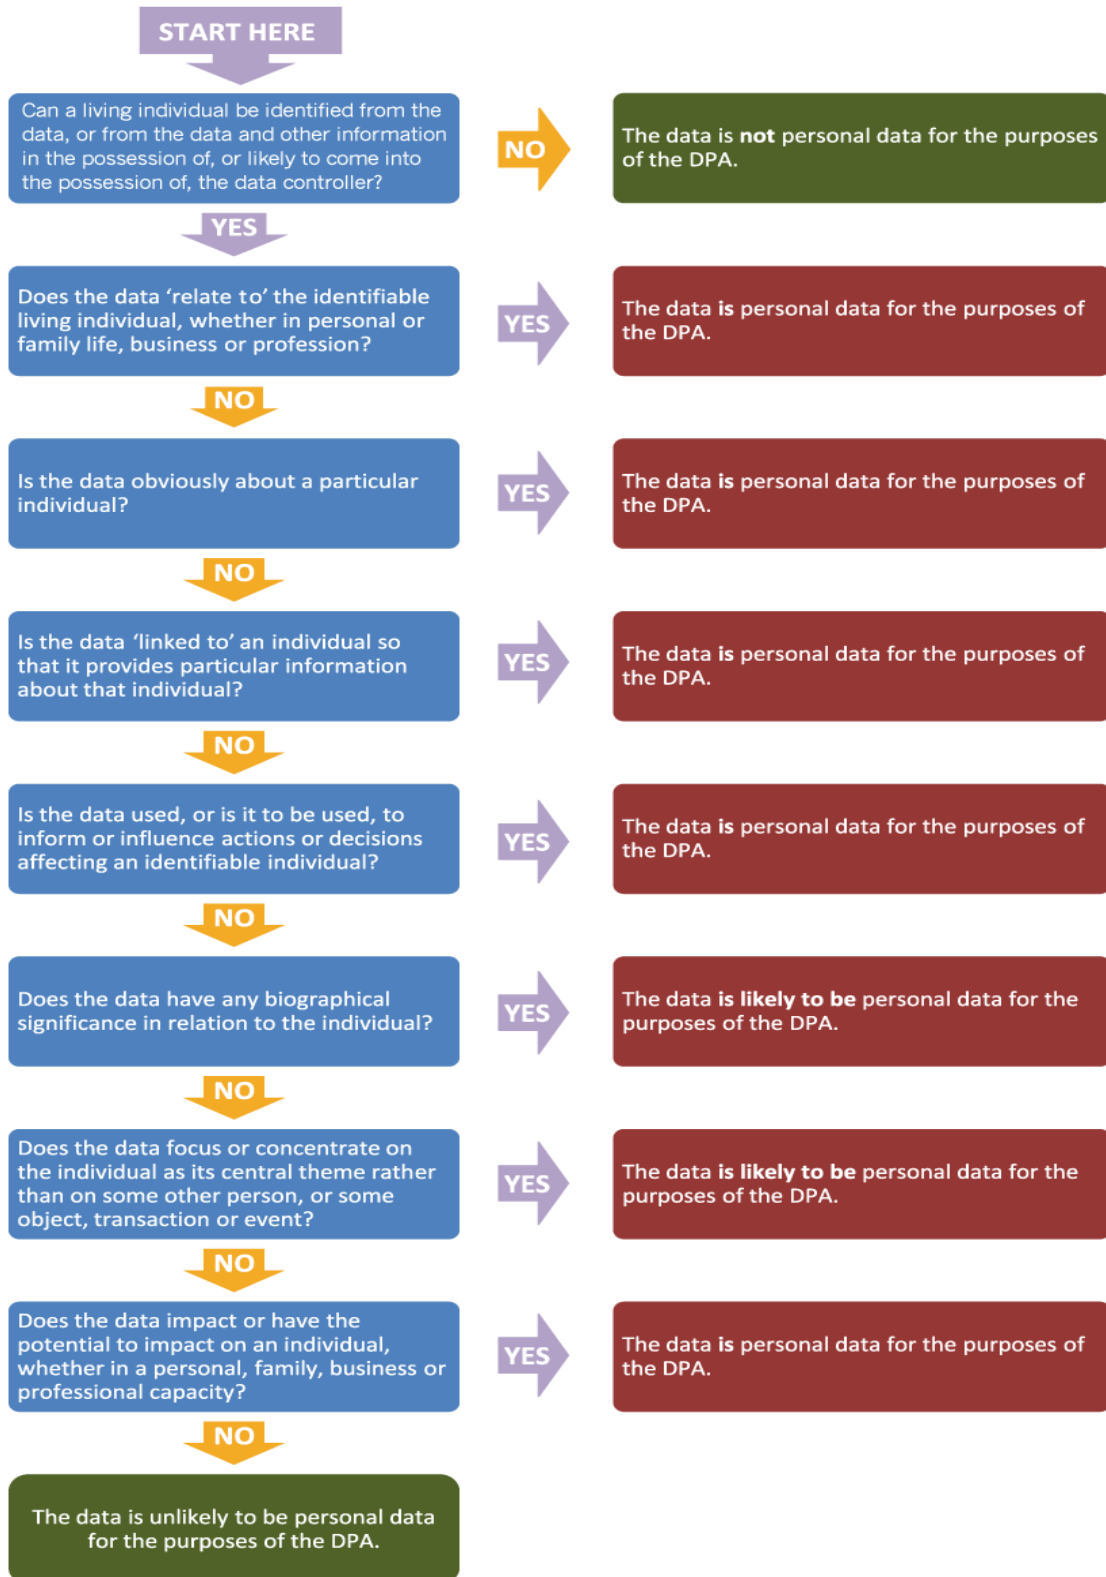 START HERE
Can a living individual be identified from the
data, or from the data and other information
in the possession of, or likely to come into
the possession of, the data controller?
NO
The data is not personal data for the purposes
of the DPA.
YES
Does the data ‘relate to’ the identifiable
living individual, whether in personal or
family life, business or profession?
YES
The data is personal data for the purposes of
the DPA.
NO
Is the data obviously about a particular
individual?
YES
The data is personal data for the purposes of
the DPA.
NO
Is the data ‘linked to’ an individual so
that it provides particular information
about that individual?
YES
The data is personal data for the purposes of
the DPA.
NO
Is the data used, or is it to be used, to
inform or influence actions or decisions
affecting an identifiable individual?
YES
The data is personal data for the purposes of
the DPA.
NO
Does the data have any biographical
significance in relation to the individual?
YES
The data is likely to be personal data for the
purposes of the DPA.
NO
Does the data focus or concentrate on
the individual as its central theme rather
than on some other person, or some
object, transaction or event?
YES
The data is likely to be personal data for the
purposes of the DPA.
NO
Does the data impact or have the
potential to impact on an individual,
whether in a personal, family, business or
professional capacity?
YES
The data is personal data for the purposes of
the DPA.
NO
The data is unlikely to be personal data
for the purposes of the DPA.